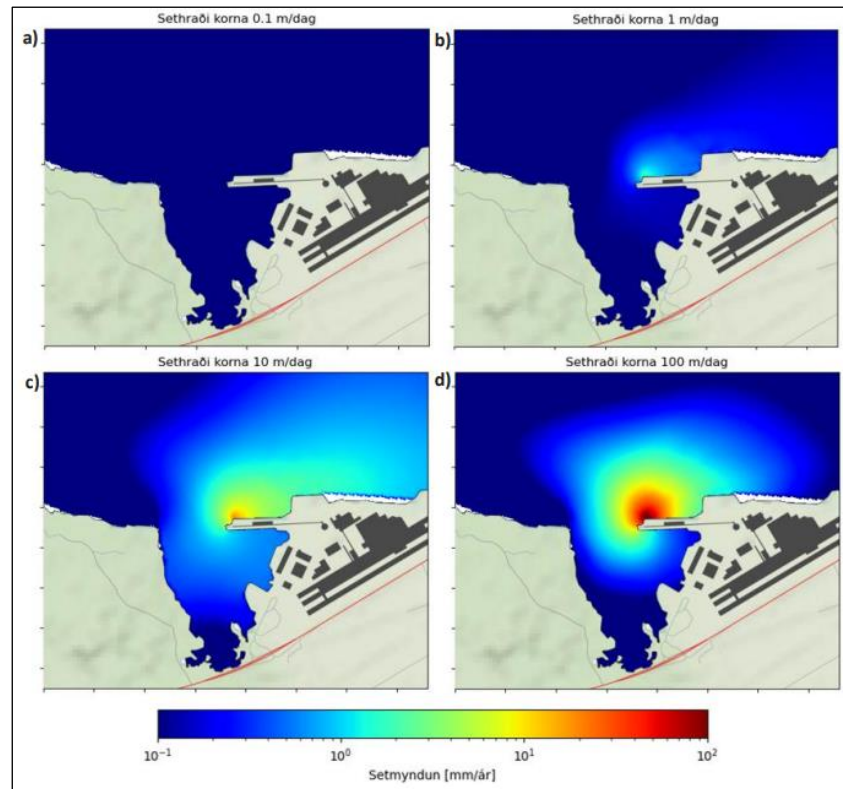 a)
Sethraði korna 0.1 m/dag
b)
Sethraði korna 1 m/dag
c)
Sethraði korna 10 m/dag
d)
Sethraði korna 100 m/dag
10⁻¹ 10⁰ 10¹ 10²
Setmyndun [mm/ár]